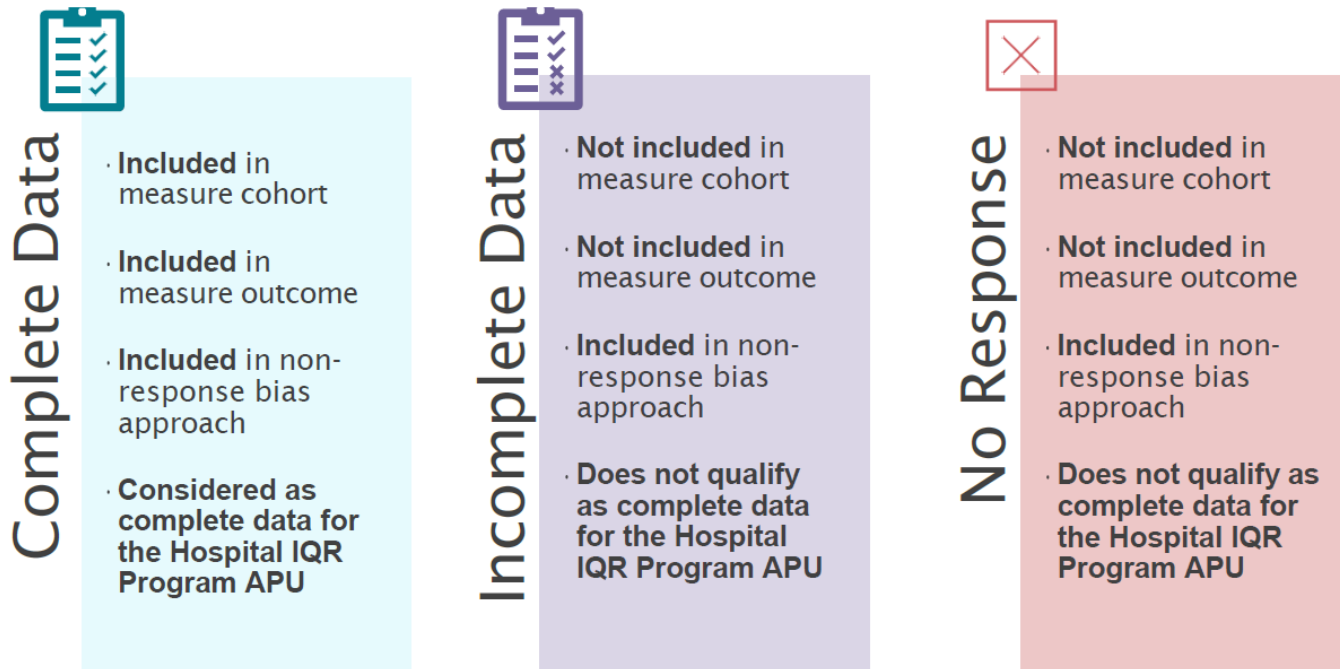 Complete Data
· Included in
measure cohort
· Included in
measure outcome
· Included in non-
response bias
approach
· Considered as
complete data for
the Hospital IQR
Program APU
Incomplete Data
· Not included in
measure cohort
· Not included in
measure outcome
· Included in non-
response bias
approach
· Does not qualify
as complete data
for the Hospital
IQR Program APU
No Response
· Not included in
measure cohort
· Not included in
measure outcome
· Included in non-
response bias
approach
· Does not qualify as
complete data for
the Hospital IQR
Program APU